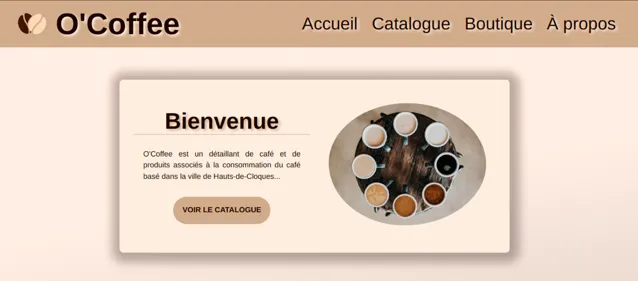 O'Coffee
Accueil Catalogue Boutique À propos
Bienvenue
O'Coffee est un détaillant de café et de
produits associés à la consommation du café
basé dans la ville de Hauts-de-Cloques...
VOIR LE CATALOGUE